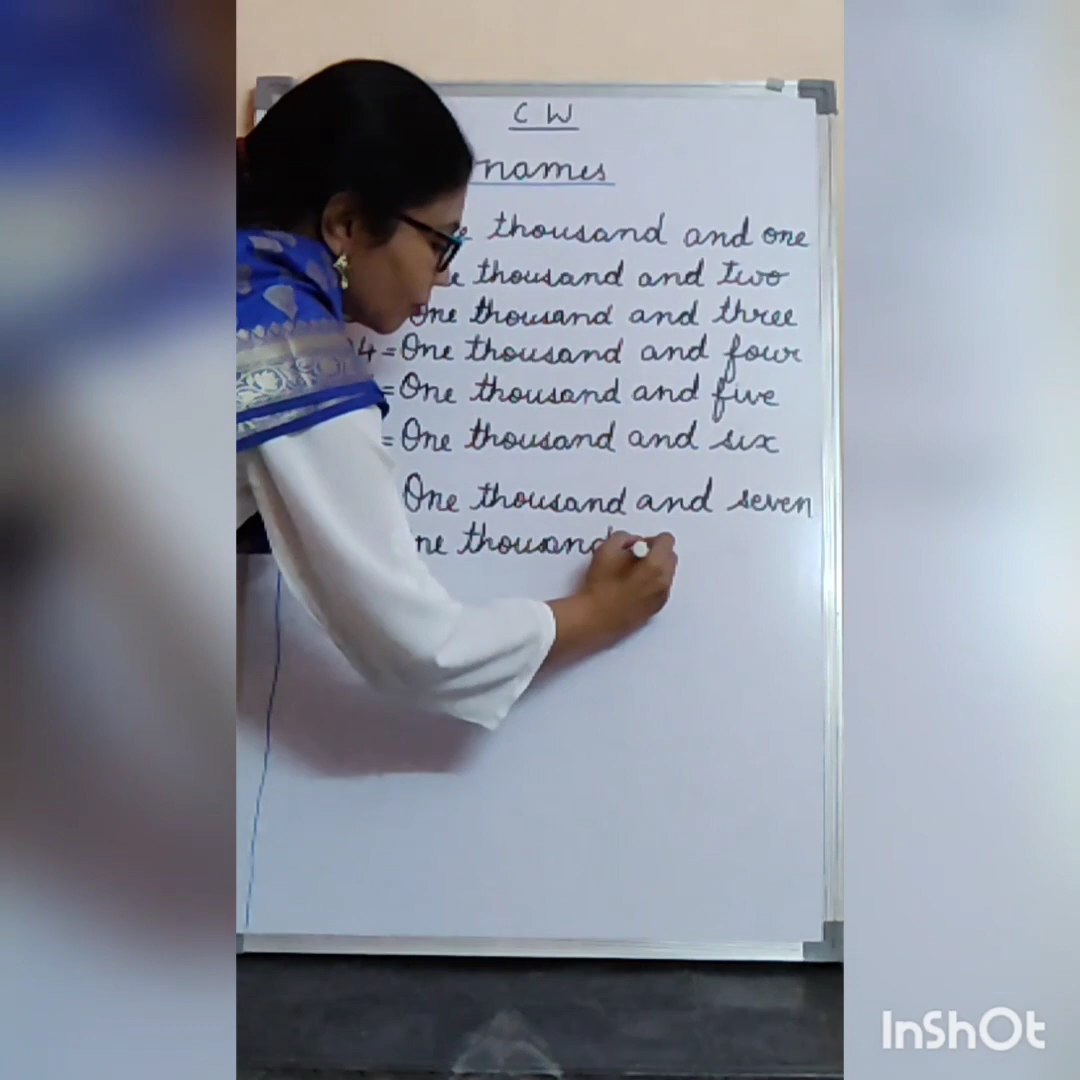 C W
names
thousand and one
thousand and two
One thousand and three
4 = One thousand and four
= One thousand and five
= One thousand and six
One thousand and seven
ne thousand
InShOt